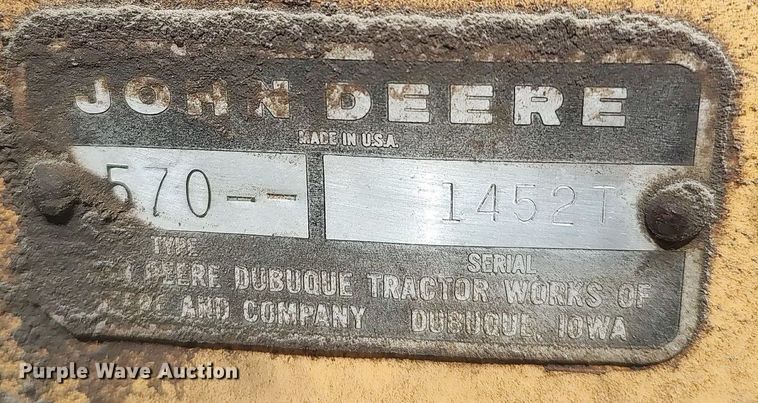 JOHN DEERE
MADE IN U.S.A.
570-- 1452T
TYPE SERIAL
DEERE DUBUQUE TRACTOR WORKS OF
AND COMPANY DUBUQUE, IOWA
Purple Wave Auction®